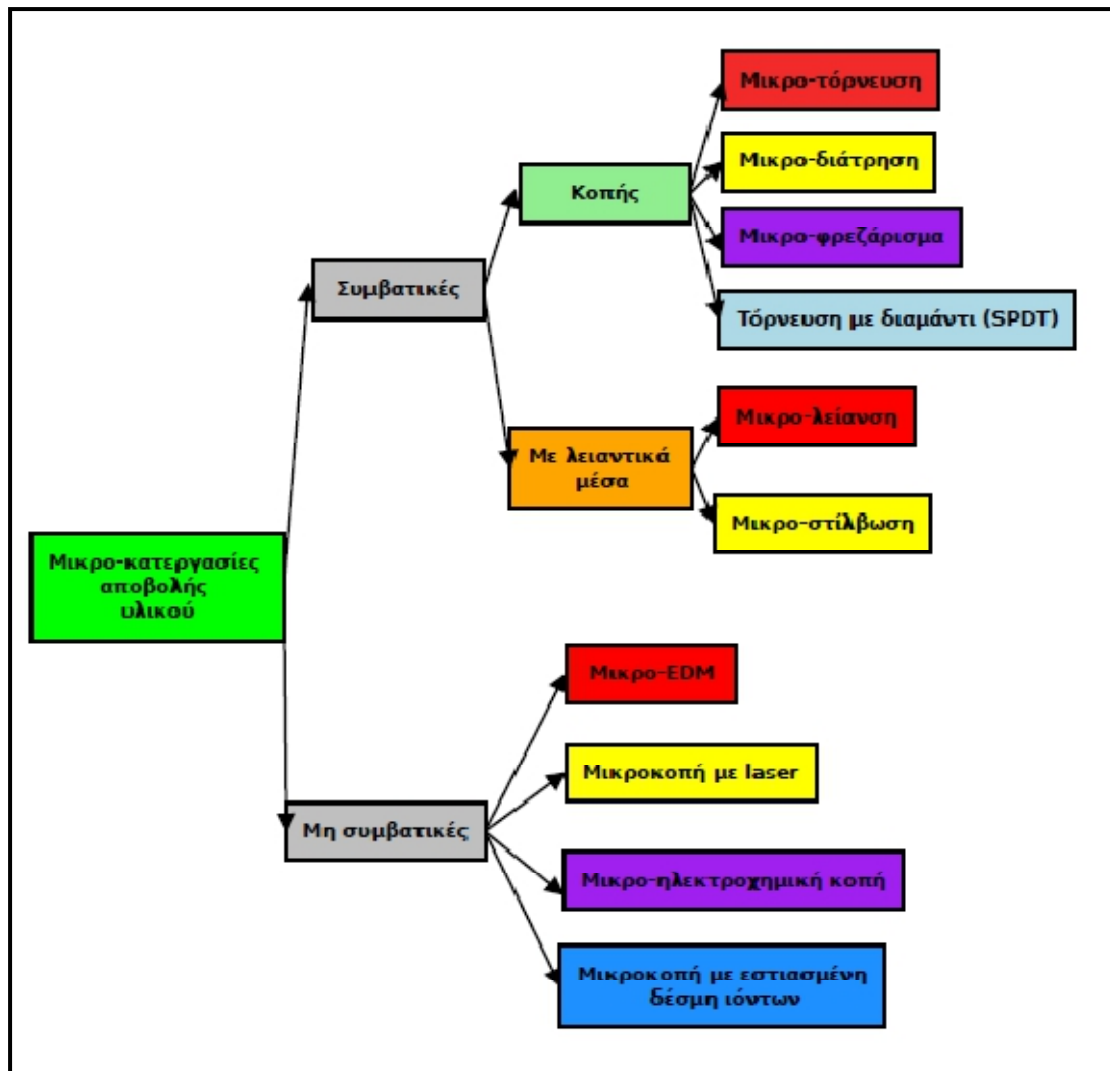 Μικρο-τόρνευση
Μικρο-διάτρηση
Κοπής
Μικρο-φρεζάρισμα
Συμβατικές
Τόρνευση με διαμάντι (SPDT)
Μικρο-λείανση
Με λειαντικά
μέσα
Μικρο-στίλβωση
Μικρο-κατεργασίες
αποβολής
υλικού
Μικρο-EDM
Μικροκοπή με laser
Μη συμβατικές
Μικρο-ηλεκτροχημική κοπή
Μικροκοπή με εστιασμένη
δέσμη ιόντων